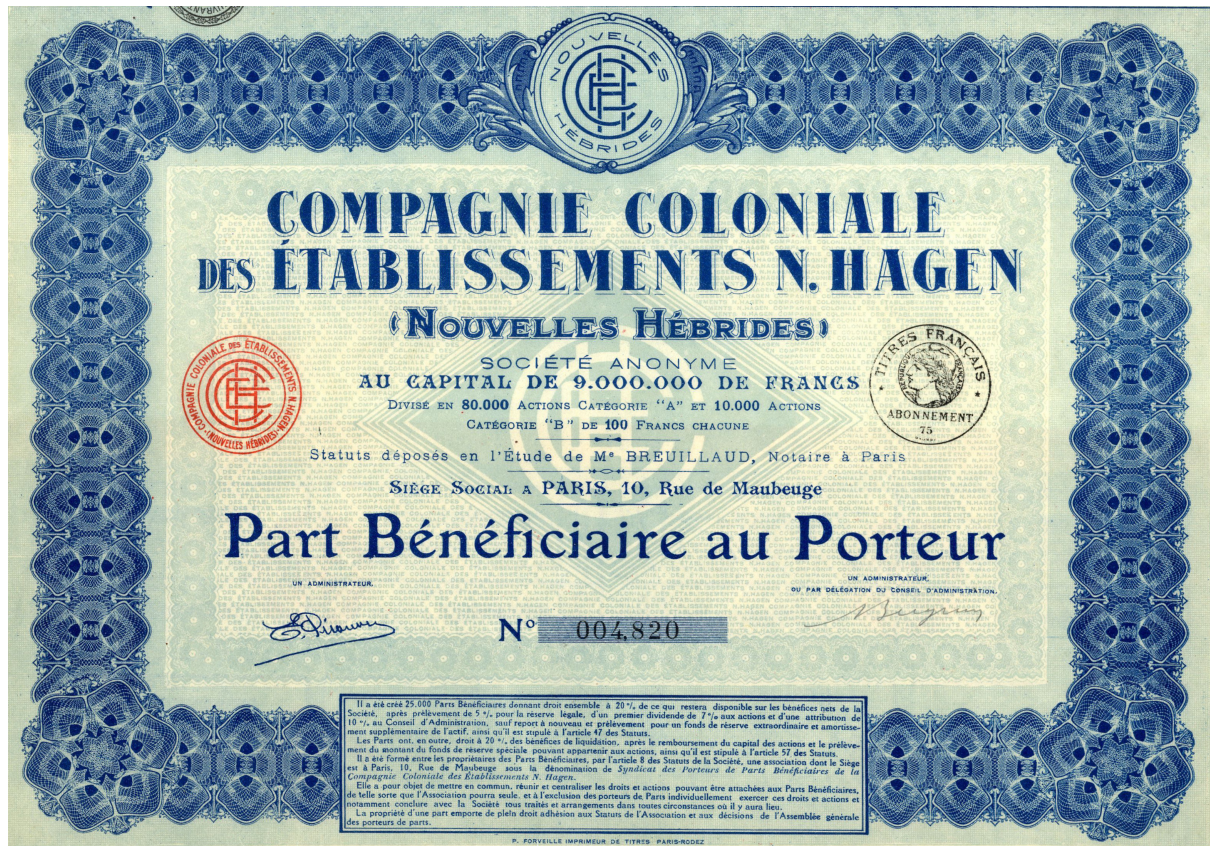 NOUVELLES
HÉBRIDES
COMPAGNIE COLONIALE
DES ÉTABLISSEMENTS N. HAGEN
(NOUVELLES HÉBRIDES)
SOCIÉTÉ ANONYME
AU CAPITAL DE 9.000.000 DE FRANCS
DIVISÉ EN 80.000 ACTIONS CATÉGORIE "A" ET 10.000 ACTIONS
CATÉGORIE "B" DE 100 FRANCS CHACUNE
COMPAGNIE COLONIALE DES ÉTABLISSEMENTS N. HAGEN
(NOUVELLES HÉBRIDES)
TITRES FRANÇAIS
RÉPUBLIQUE FRANÇAISE
ABONNEMENT
75
Statuts déposés en l'Étude de Me BREUILLAUD, Notaire à Paris
SIÈGE SOCIAL A PARIS, 10, Rue de Maubeuge
Part Bénéficiaire au Porteur
UN ADMINISTRATEUR,
UN ADMINISTRATEUR,
OU PAR DÉLÉGATION DU CONSEIL D'ADMINISTRATION.
No 004,820
Il a été créé 25.000 Parts Bénéficiaires donnant droit ensemble à 20 %, de ce qui restera disponible sur les bénéfices nets de la
Société, après prélèvement de 5 %, pour la réserve légale, d'un premier dividende de 7 % aux actions et d'une attribution de
10 %, au Conseil d'Administration, sauf report à nouveau et prélèvement pour un fonds de réserve extraordinaire et amortisse-
ment supplémentaire de l'actif, ainsi qu'il est stipulé à l'article 47 des Statuts.
Les Parts ont, en outre, droit à 20 %, des bénéfices de liquidation, après le remboursement du capital des actions et le prélève-
ment du montant du fonds de réserve spéciale pouvant appartenir aux actions, ainsi qu'il est stipulé à l'article 57 des Statuts.
Il a été formé entre les propriétaires des Parts Bénéficiaires, par l'article 8 des Statuts de la Société, une association dont le Siège
est à Paris, 10, Rue de Maubeuge sous la dénomination de Syndicat des Porteurs de Parts Bénéficiaires de la
Compagnie Coloniale des Établissements N. Hagen.
Elle a pour objet de mettre en commun, réunir et centraliser les droits et actions pouvant être attachées aux Parts Bénéficiaires,
de telle sorte que l'Association pourra seule, et à l'exclusion des porteurs de Parts individuellement exercer ces droits et actions et
notamment conclure avec la Société tous traités et arrangements dans toutes circonstances où il y aura lieu.
La propriété d'un part emporte de plein droit adhésion aux Statuts de l'Association et aux décisions de l'Assemblée générale
des porteurs de parts.
P. FORVEILLE IMPRIMEUR DE TITRES PARIS-RODEZ